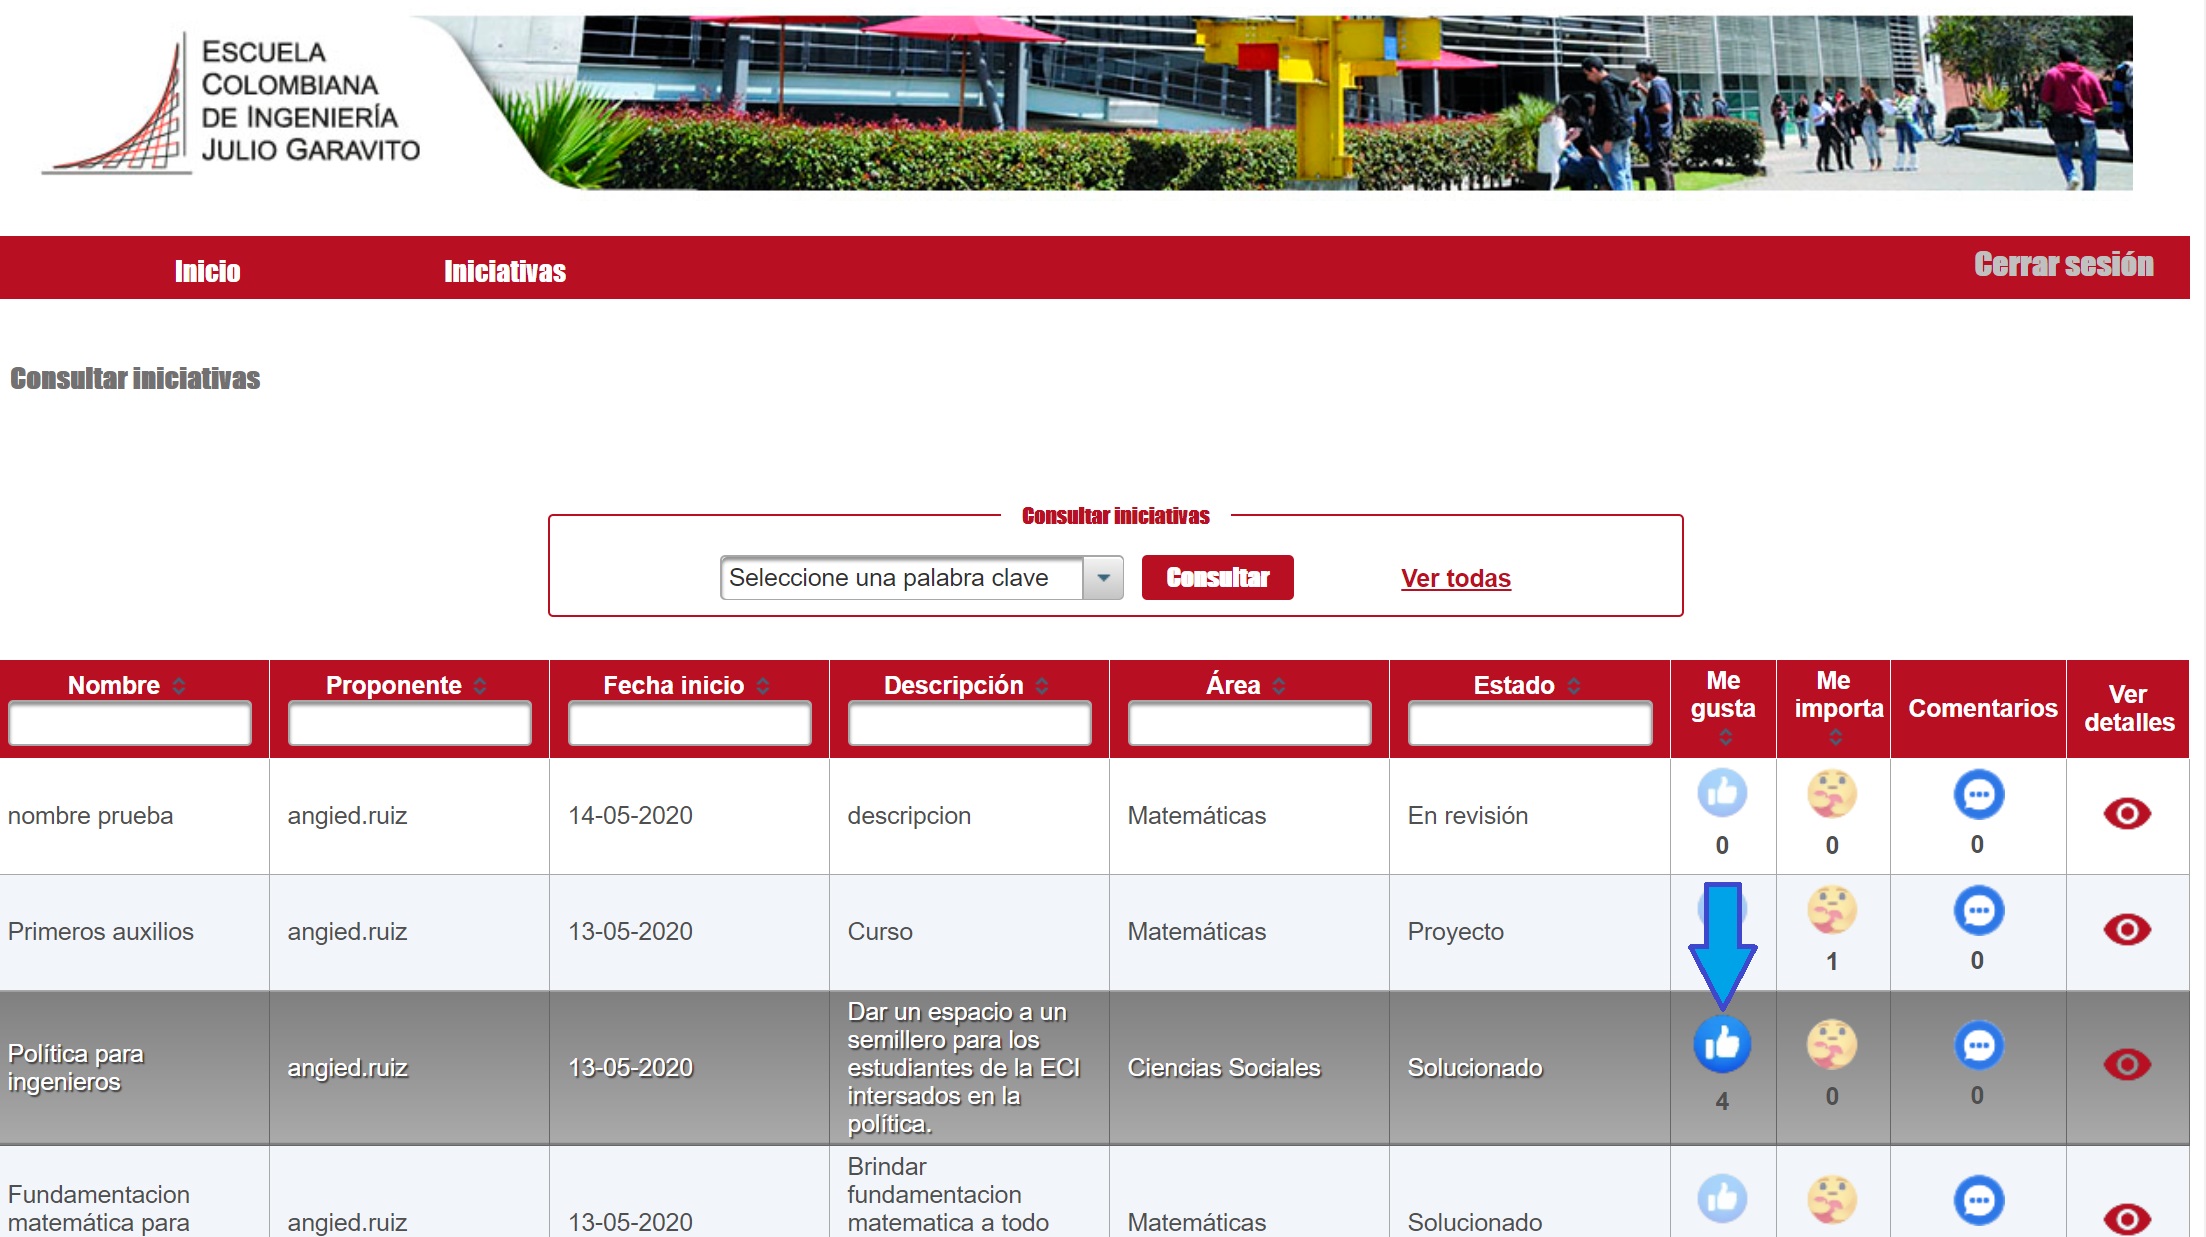 ESCUELA
COLOMBIANA
DE INGENIERÍA
JULIO GARAVITO
Inicio
Iniciativas
Cerrar sesión
Consultar iniciativas
Consultar iniciativas
Seleccione una palabra clave
Consultar
Ver todas
Nombre
Proponente
Fecha inicio
Descripción
Área
Estado
Me
gusta
Me
importa
Comentarios
Ver
detalles
nombre prueba
angied.ruiz
14-05-2020
descripcion
Matemáticas
En revisión
0
0
0
Primeros auxilios
angied.ruiz
13-05-2020
Curso
Matemáticas
Proyecto
1
0
Política para
ingenieros
angied.ruiz
13-05-2020
Dar un espacio a un
semillero para los
estudiantes de la ECI
intersados en la
política.
Ciencias Sociales
Solucionado
4
0
0
Fundamentacion
matemática para
angied.ruiz
13-05-2020
Brindar
fundamentacion
matematica a todo
Matemáticas
Solucionado